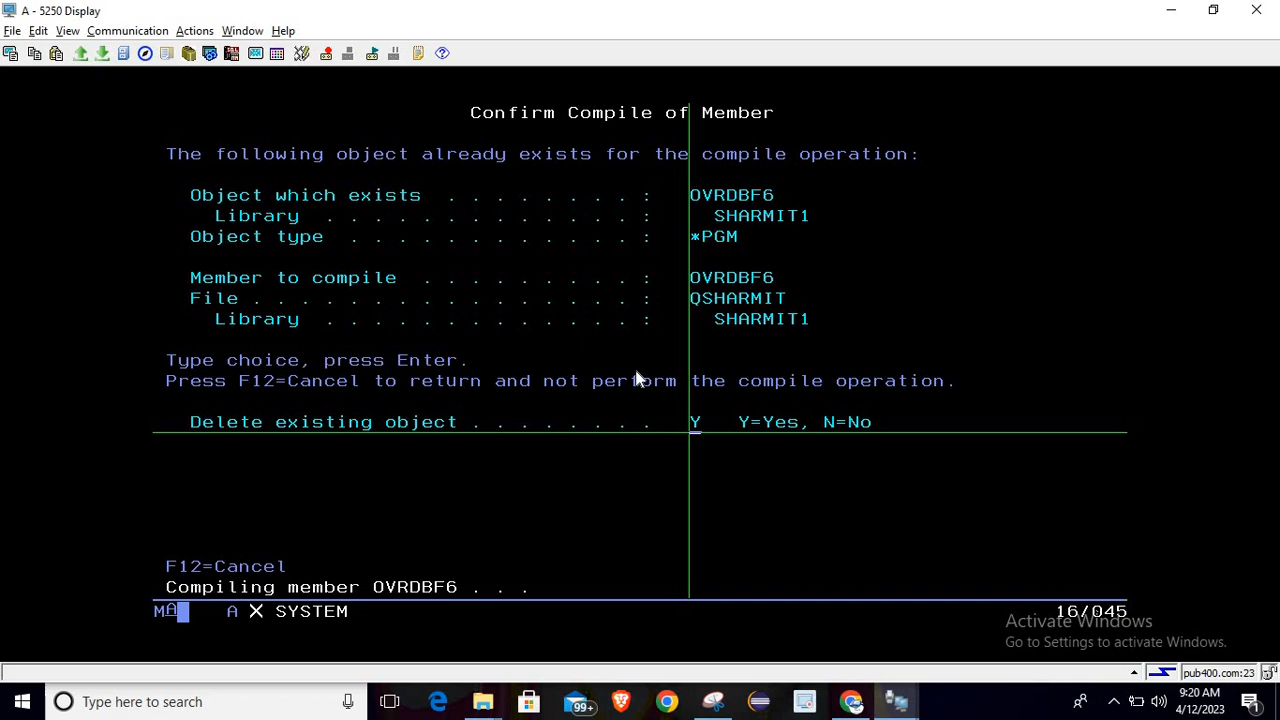 A - 5250 Display
File Edit View Communication Actions Window Help
Confirm Compile of Member
The following object already exists for the compile operation:
Object which exists . . . . . . . . : OVRDBF6
Library . . . . . . . . . . . . . : SHARMIT1
Object type . . . . . . . . . . . . : *PGM
Member to compile . . . . . . . . . : OVRDBF6
File . . . . . . . . . . . . . . . . : QSHARMIT
Library . . . . . . . . . . . . . : SHARMIT1
Type choice, press Enter.
Press F12=Cancel to return and not perform the compile operation.
Delete existing object . . . . . . . . Y Y=Yes, N=No
F12=Cancel
Compiling member OVRDBF6 . . .
MA A X SYSTEM 16/045
Activate Windows
Go to Settings to activate Windows.
pub400.com:23
Type here to search
99+
9:20 AM
4/12/2023
1